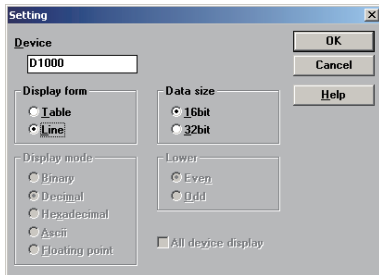 Setting
Device
D1000
OK
Cancel
Help
Display form
Table
Line
Data size
16bit
32bit
Display mode
Binary
Decimal
Hexadecimal
Ascii
Floating point
Lower
Even
Odd
All device display